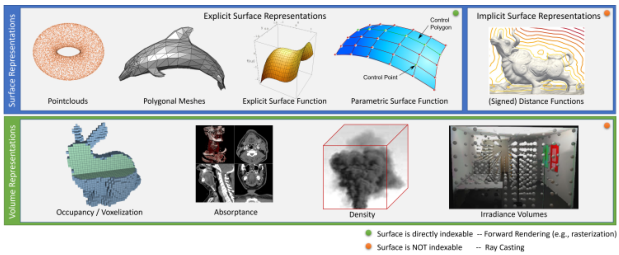 Surface Representations
Explicit Surface Representations
Control
Polygon
Control Point
Pointclouds
Polygonal Meshes
Explicit Surface Function
Parametric Surface Function
Implicit Surface Representations
(Signed) Distance Functions
Volume Representations
Occupancy / Voxelization
Absorptance
Density
Irradiance Volumes
Surface is directly indexable -- Forward Rendering (e.g., rasterization)
Surface is NOT indexable -- Ray Casting